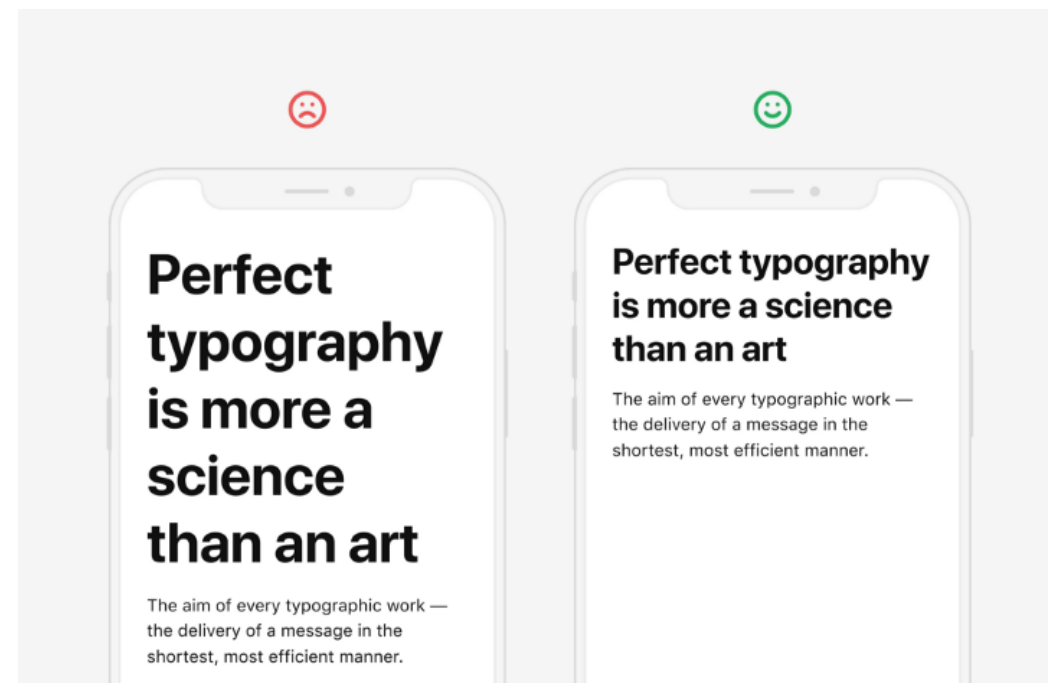 Perfect
typography
is more a
science
than an art
The aim of every typographic work —
the delivery of a message in the
shortest, most efficient manner.
Perfect typography
is more a science
than an art
The aim of every typographic work —
the delivery of a message in the
shortest, most efficient manner.